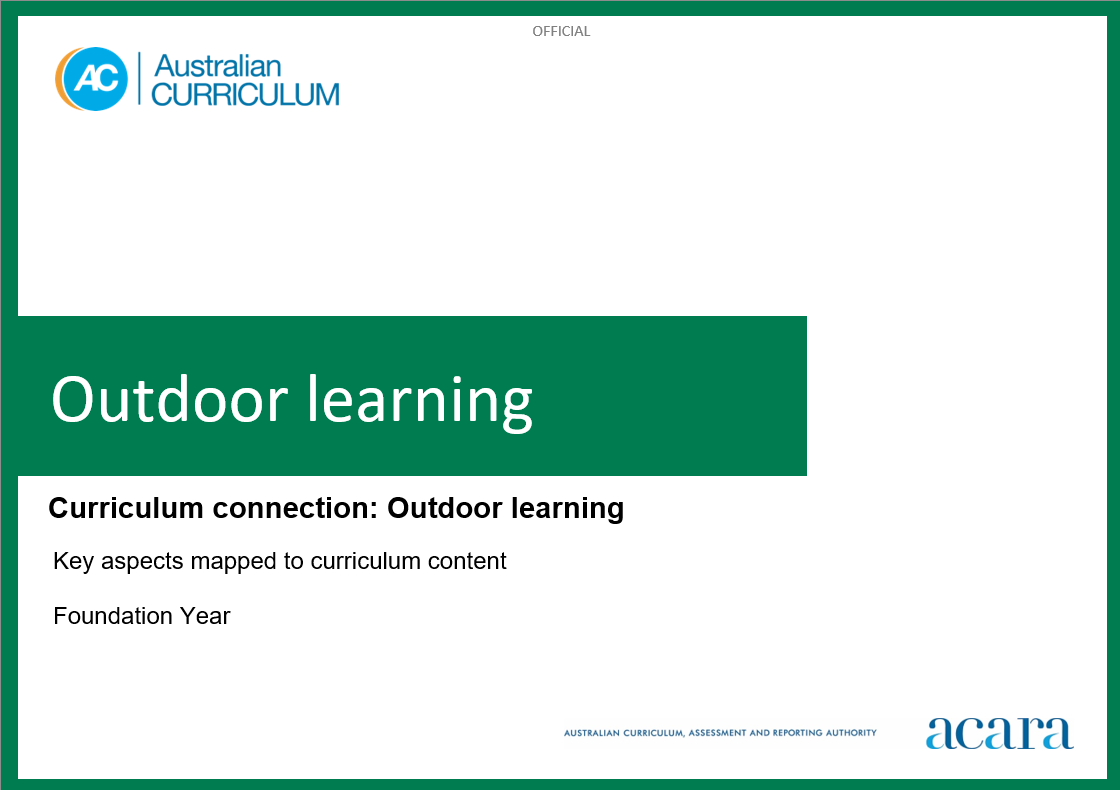 OFFICIAL
AC
Australian
CURRICULUM
Outdoor learning
Curriculum connection: Outdoor learning
Key aspects mapped to curriculum content
Foundation Year
AUSTRALIAN CURRICULUM, ASSESSMENT AND REPORTING AUTHORITY
acara